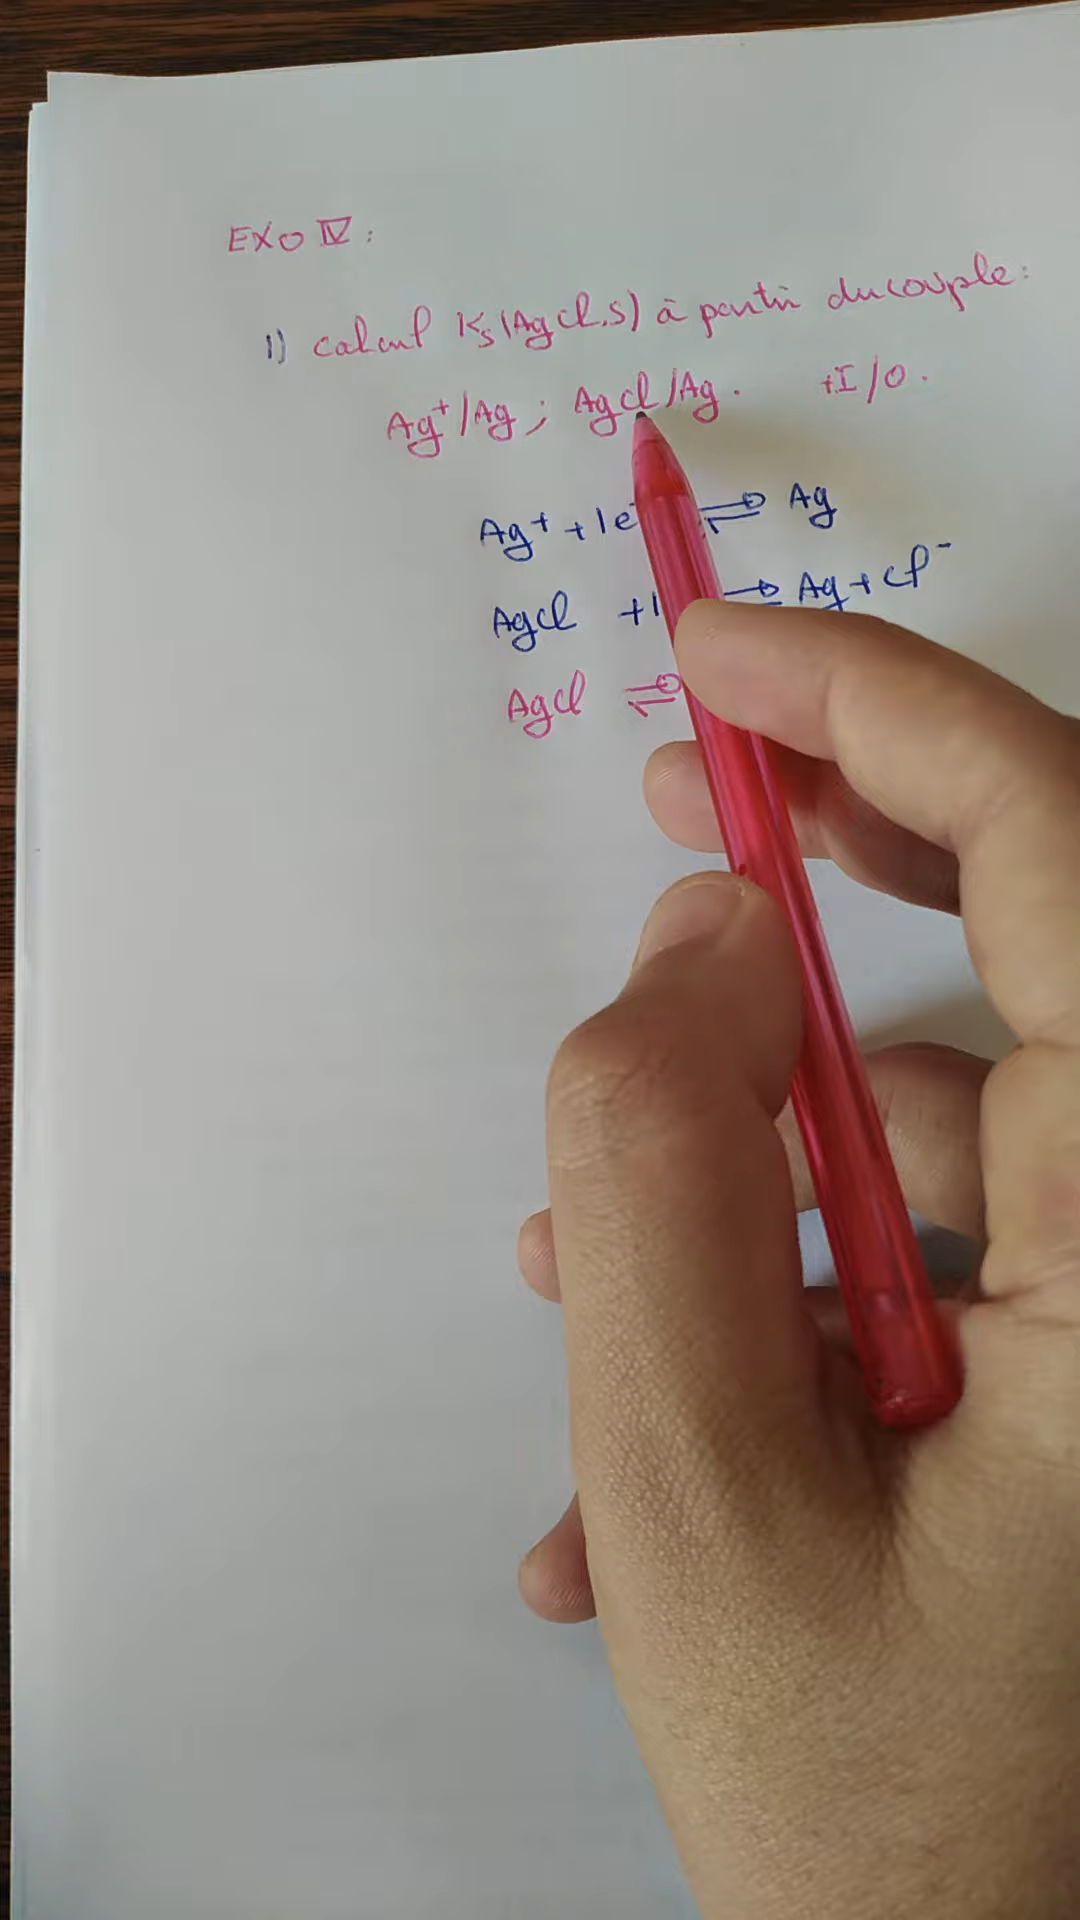 EXO IV :
1) calcul Ks (AgCl,s) à partir du couple :
Ag⁺/Ag ; AgCl/Ag . +I/0 .
Ag⁺ + 1e ⇌ Ag
AgCl + 1 ⇌ Ag + Cl⁻
AgCl ⇌